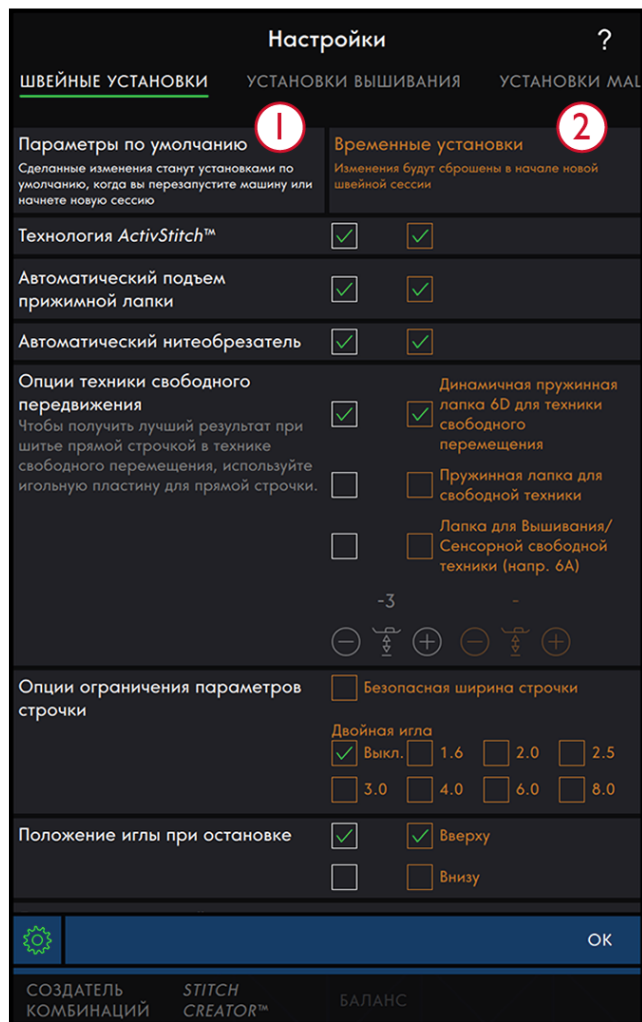 Настройки
?
ШВЕЙНЫЕ УСТАНОВКИ УСТАНОВКИ ВЫШИВАНИЯ УСТАНОВКИ MAL
1
2
Параметры по умолчанию
Сделанные изменения станут установками по
умолчанию, когда вы перезапустите машину или
начнете новую сессию
Временные установки
Изменения будут сброшены в начале новой
швейной сессии
Технология ActivStitch™
Автоматический подъем
прижимной лапки
Автоматический нитеобрезатель
Опции техники свободного
передвижения
Чтобы получить лучший результат при
шитье прямой строчкой в технике
свободного перемещения, используйте
игольную пластину для прямой строчки.
Динамичная пружинная
лапка 6D для техники
свободного
перемещения
Пружинная лапка для
свободной техники
Лапка для Вышивания/
Сенсорной свободной
техники (напр. 6A)
-3 -
Опции ограничения параметров
строчки
Безопасная ширина строчки
Двойная игла
Выкл. 1.6 2.0 2.5
3.0 4.0 6.0 8.0
Положение иглы при остановке
Вверху
Внизу
OK
СОЗДАТЕЛЬ
КОМБИНАЦИЙ
STITCH
CREATOR™
БАЛАНС